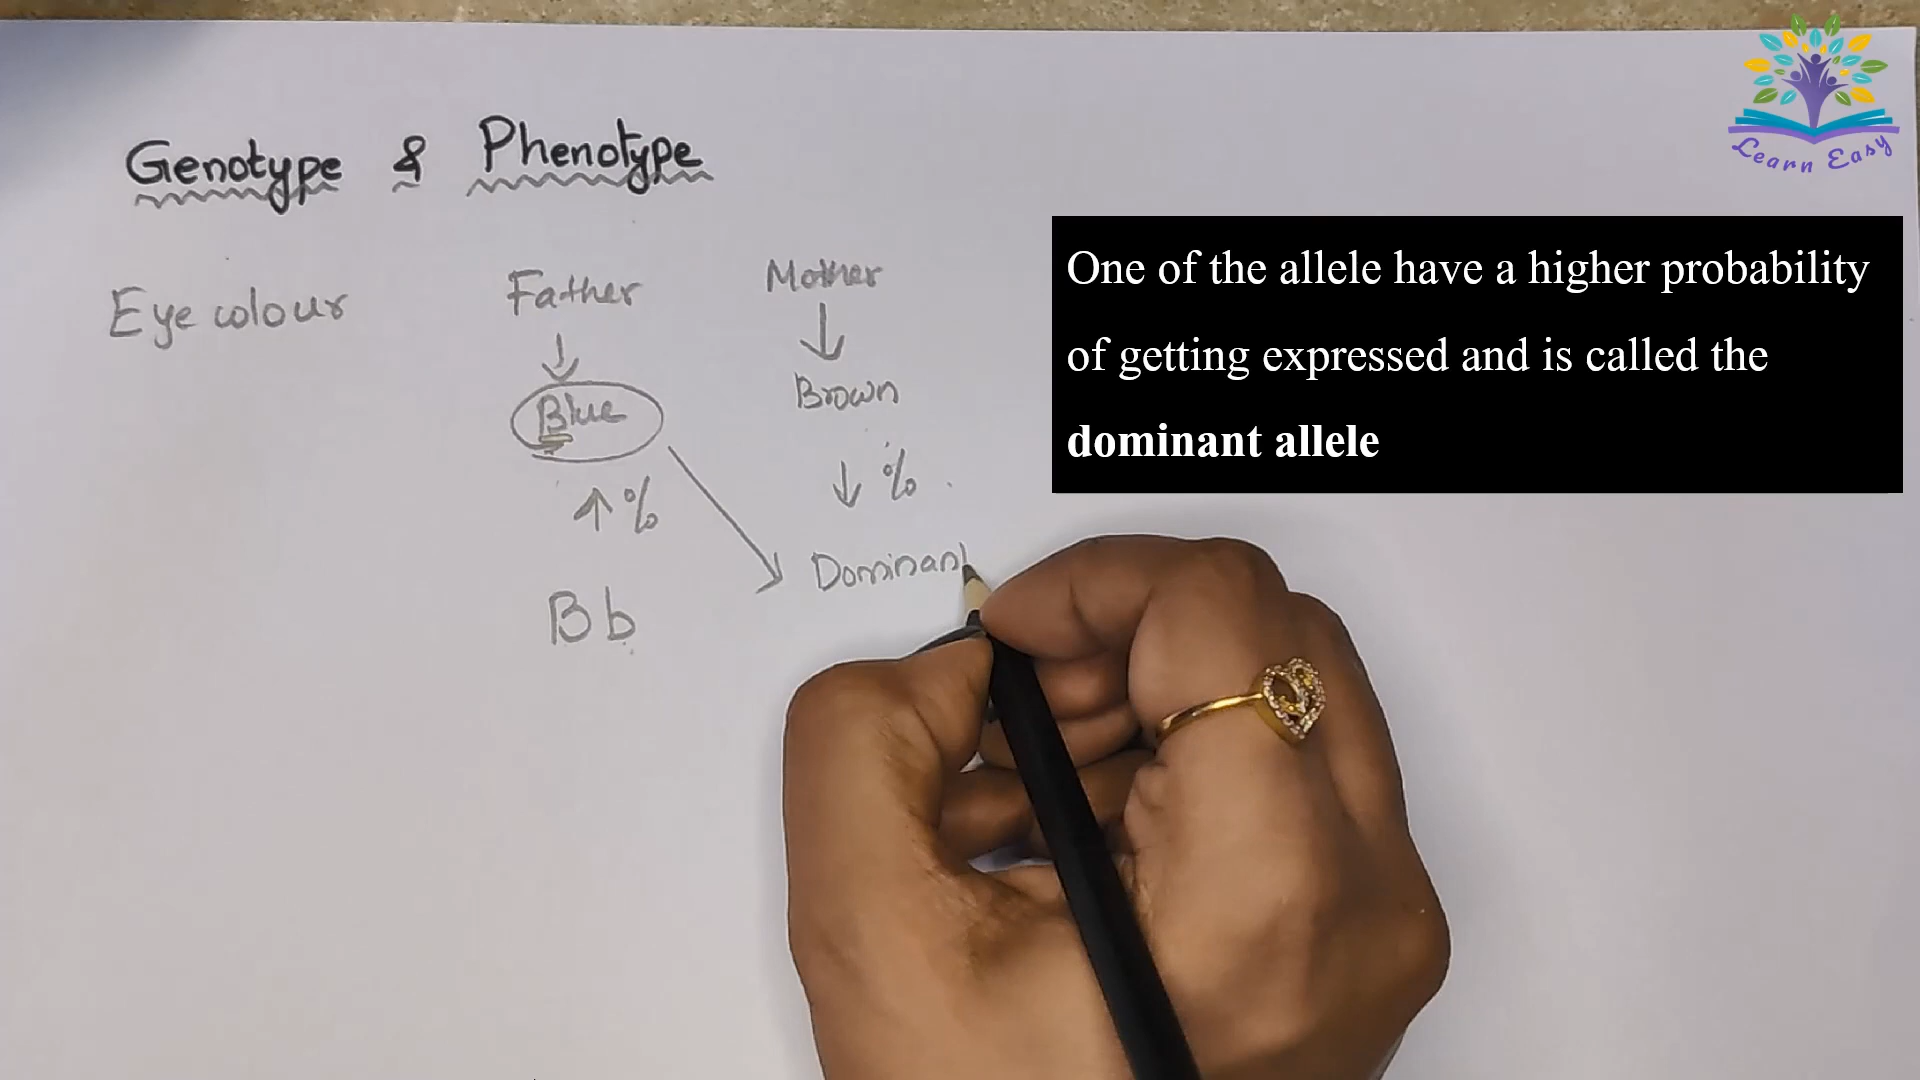 Learn Easy
Genotype & Phenotype
Eye colour Father Mother
Blue Brown
↑ % ↓ %
Dominant
B b
One of the allele have a higher probability
of getting expressed and is called the
dominant allele